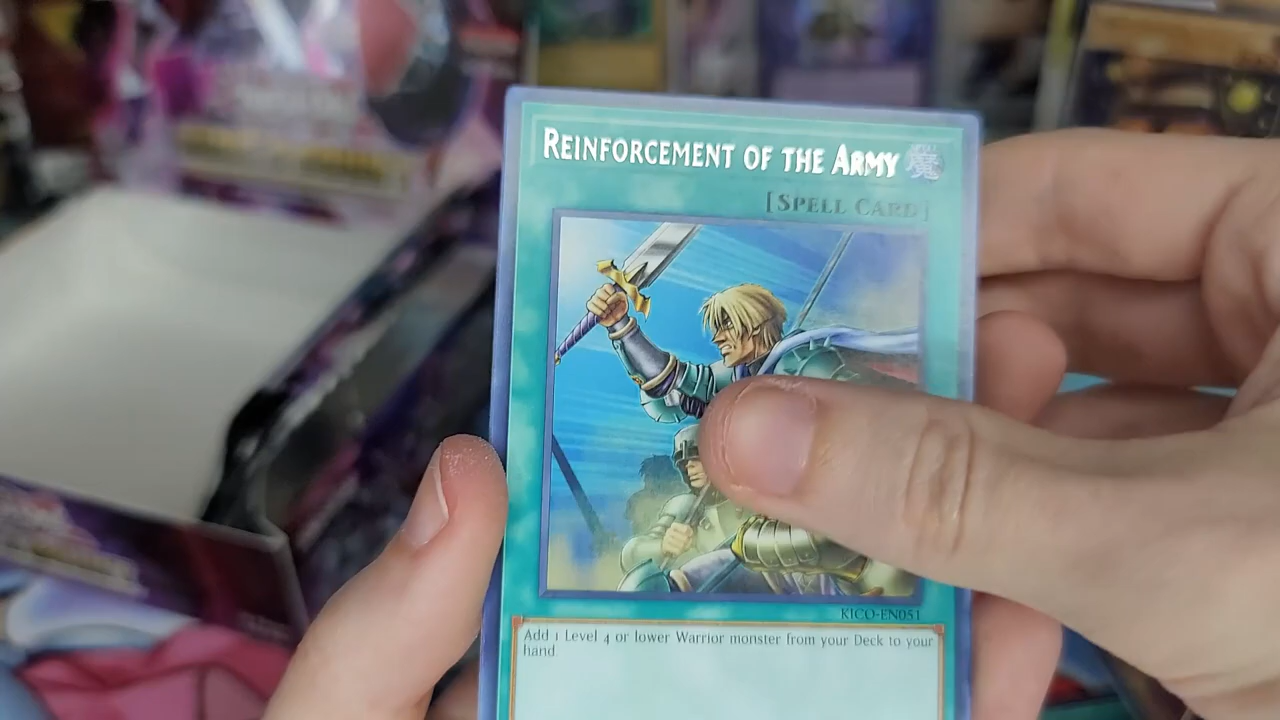 REINFORCEMENT OF THE ARMY 魔
[SPELL CARD]
KICO-EN051
Add 1 Level 4 or lower Warrior monster from your Deck to your
hand